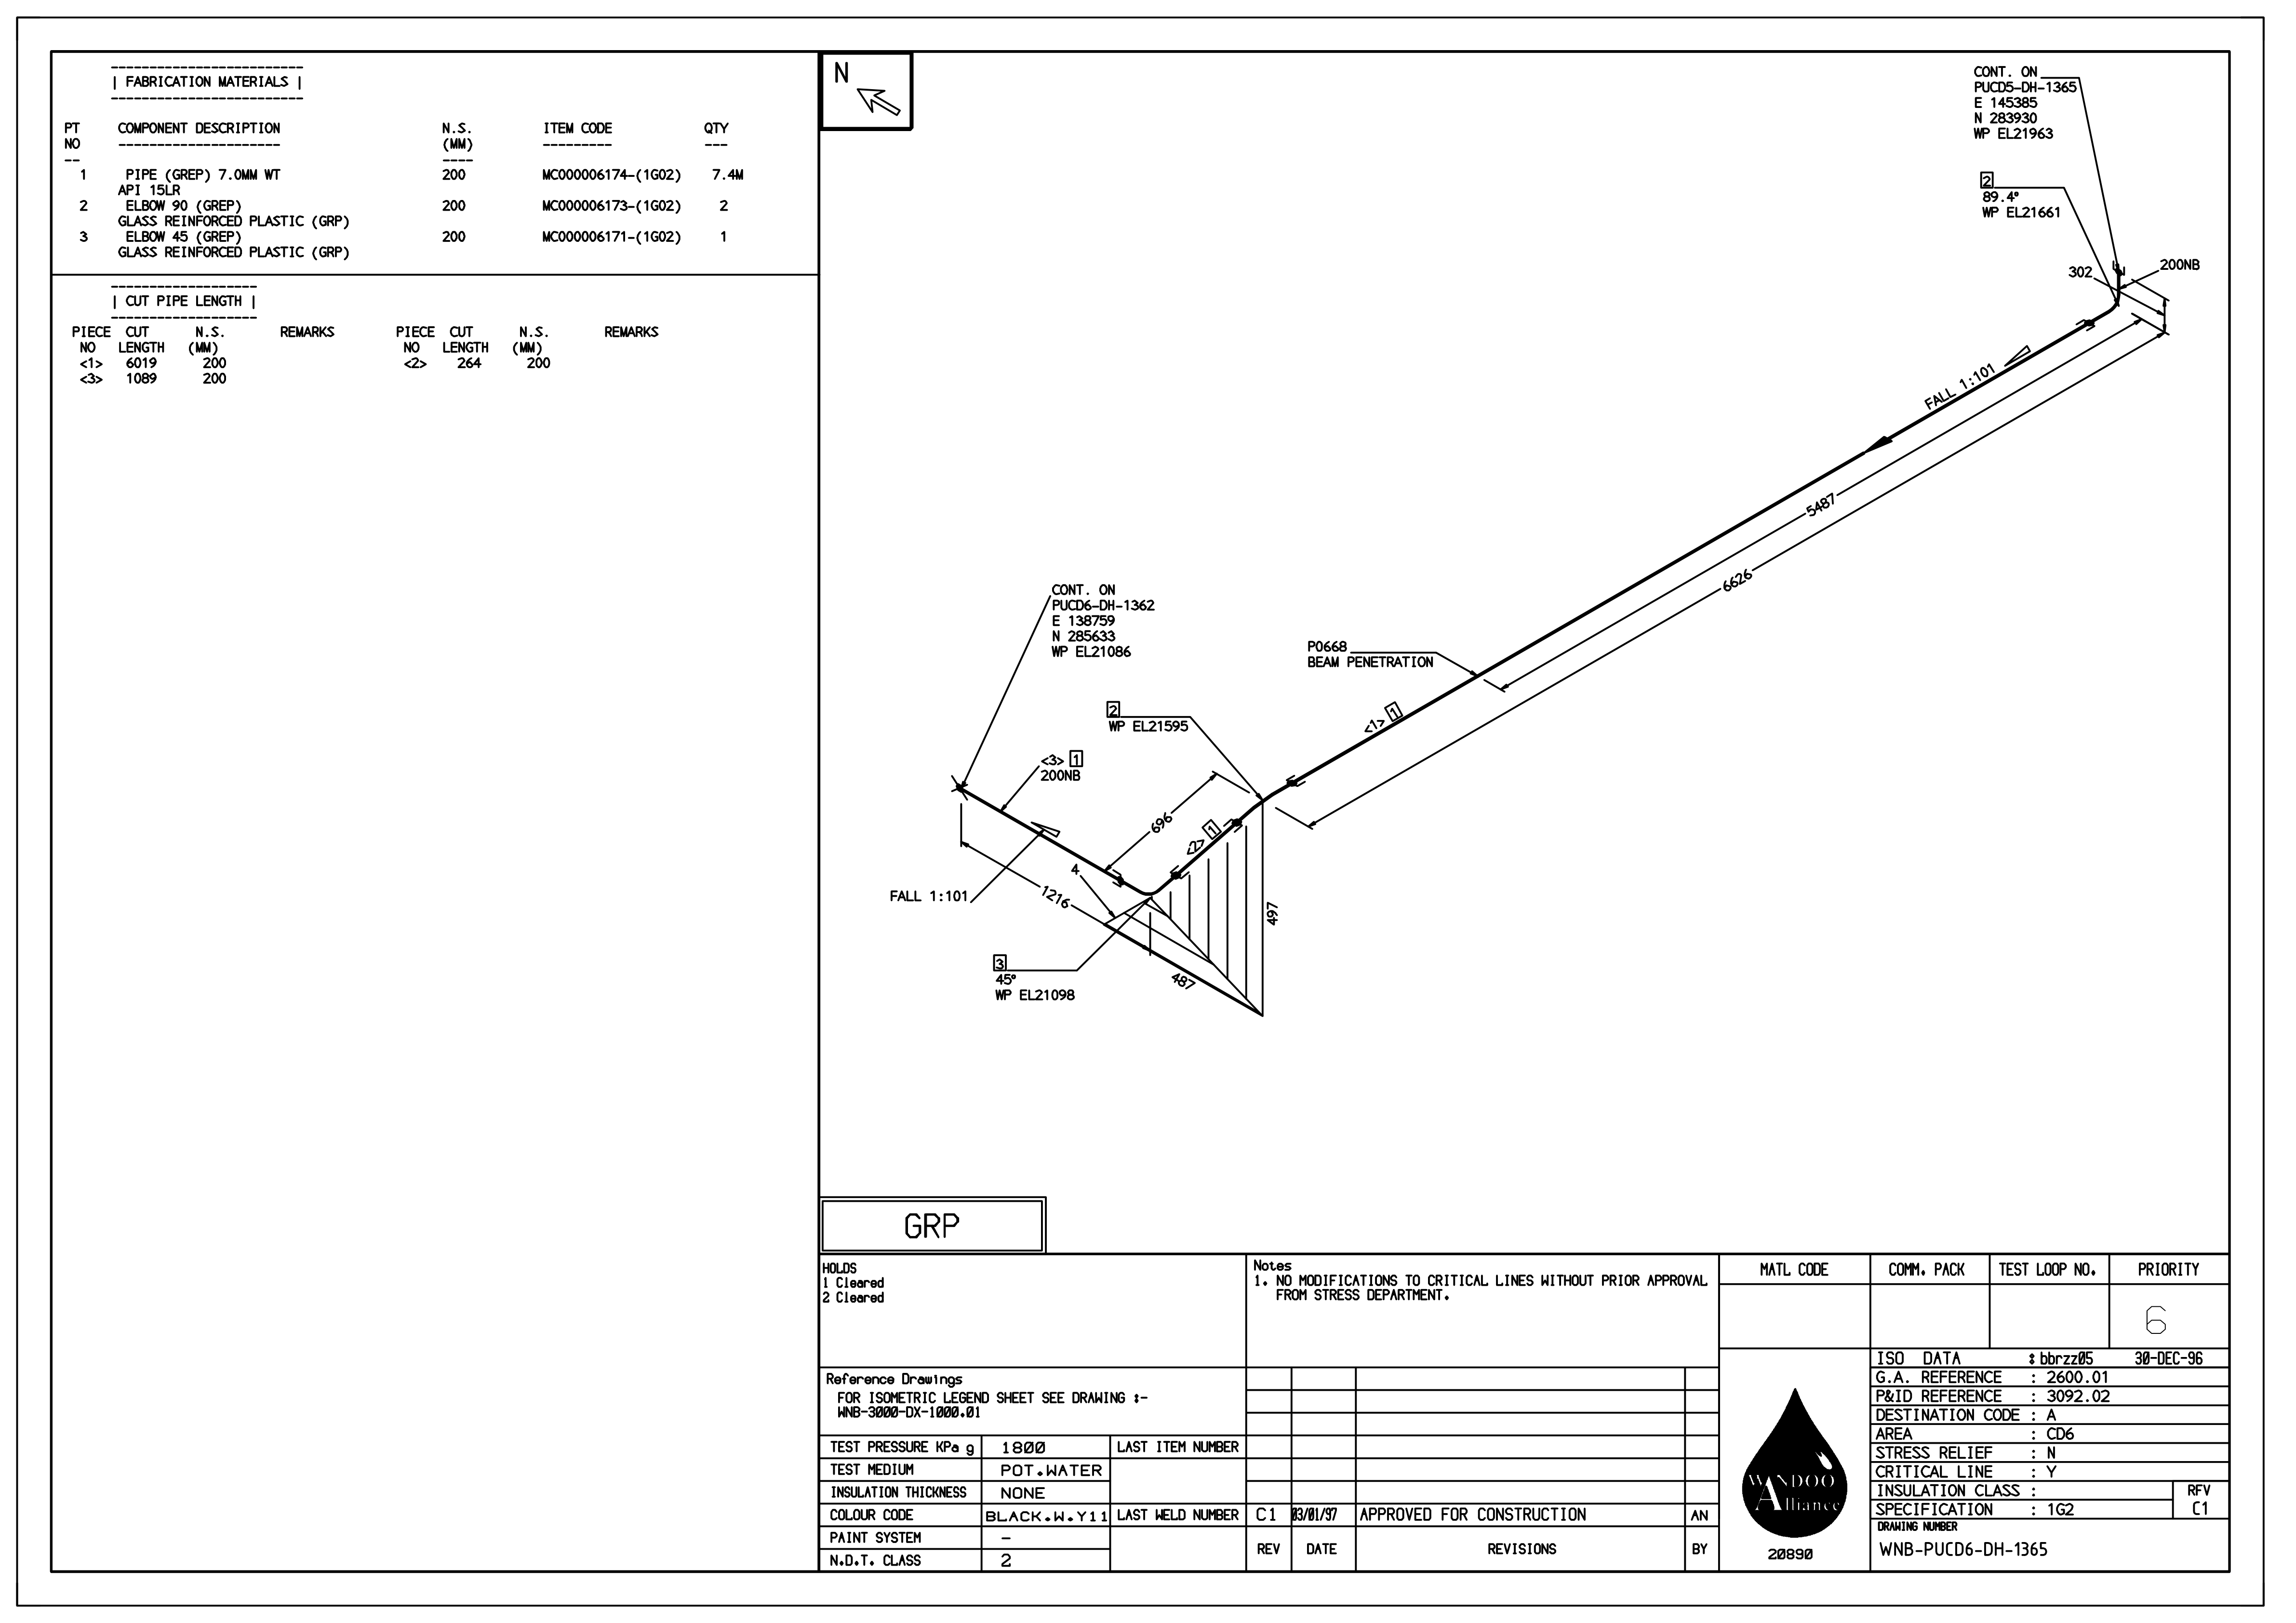 | FABRICATION MATERIALS |
PT NO COMPONENT DESCRIPTION N.S. (MM) ITEM CODE QTY
1 PIPE (GREP) 7.0MM WT 200 MC000006174-(1G02) 7.4M
API 15LR
2 ELBOW 90 (GREP) 200 MC000006173-(1G02) 2
GLASS REINFORCED PLASTIC (GRP)
3 ELBOW 45 (GREP) 200 MC000006171-(1G02) 1
GLASS REINFORCED PLASTIC (GRP)
| CUT PIPE LENGTH |
PIECE CUT N.S. REMARKS PIECE CUT N.S. REMARKS
NO LENGTH (MM) NO LENGTH (MM)
<1> 6019 200 <2> 264 200
<3> 1089 200
N
CONT. ON
PUCD5-DH-1365
E 145385
N 283930
WP EL21963
2
89.4°
WP EL21661
302
200NB
FALL 1:101
5487
6626
CONT. ON
PUCD6-DH-1362
E 138759
N 285633
WP EL21086
P0668
BEAM PENETRATION
<1> 1
2
WP EL21595
<3> 1
200NB
696
<2> 1
4
FALL 1:101
1216
497
3
45°
WP EL21098
487
GRP
HOLDS
1 Cleared
2 Cleared
Notes
1. NO MODIFICATIONS TO CRITICAL LINES WITHOUT PRIOR APPROVAL
FROM STRESS DEPARTMENT.
MATL CODE COMM. PACK TEST LOOP NO. PRIORITY
6
Reference Drawings
FOR ISOMETRIC LEGEND SHEET SEE DRAWING :-
WNB-3000-DX-1000.01
TEST PRESSURE KPa g 1800 LAST ITEM NUMBER
TEST MEDIUM POT.WATER
INSULATION THICKNESS NONE
COLOUR CODE BLACK.W.Y11 LAST WELD NUMBER
PAINT SYSTEM -
N.D.T. CLASS 2
C1 03/01/97 APPROVED FOR CONSTRUCTION AN
REV DATE REVISIONS BY
WANDOO
Alliance
20890
ISO DATA : bbrzz05 30-DEC-96
G.A. REFERENCE : 2600.01
P&ID REFERENCE : 3092.02
DESTINATION CODE : A
AREA : CD6
STRESS RELIEF : N
CRITICAL LINE : Y
INSULATION CLASS : RFV
SPECIFICATION : 1G2 C1
DRAWING NUMBER
WNB-PUCD6-DH-1365